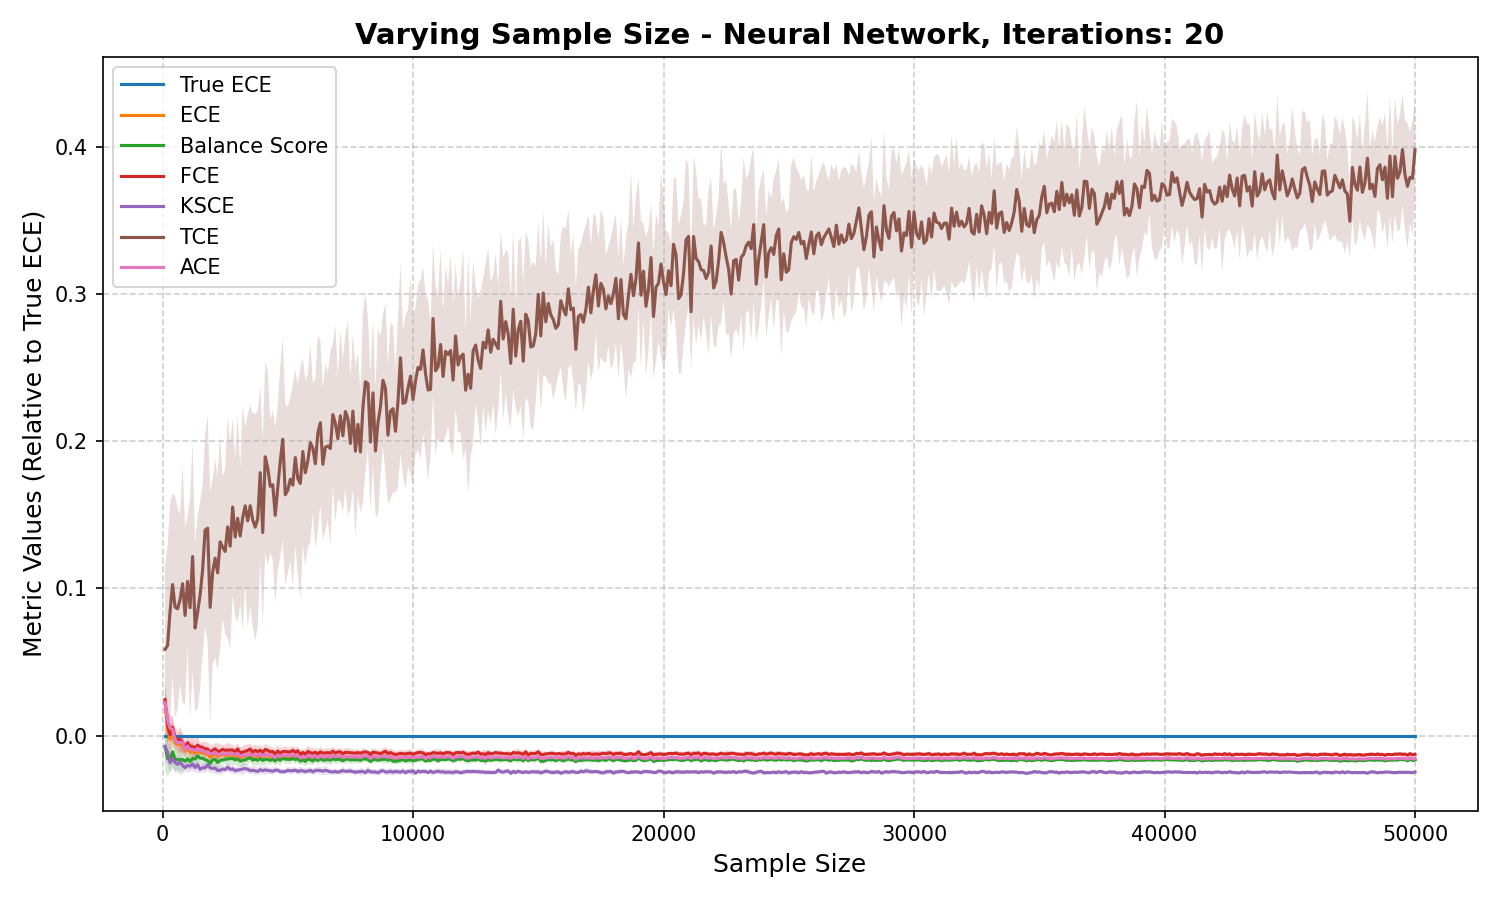 Varying Sample Size - Neural Network, Iterations: 20
True ECE
ECE
Balance Score
FCE
KSCE
TCE
ACE
Metric Values (Relative to True ECE)
0.4
0.3
0.2
0.1
0.0
0
10000
20000
30000
40000
50000
Sample Size